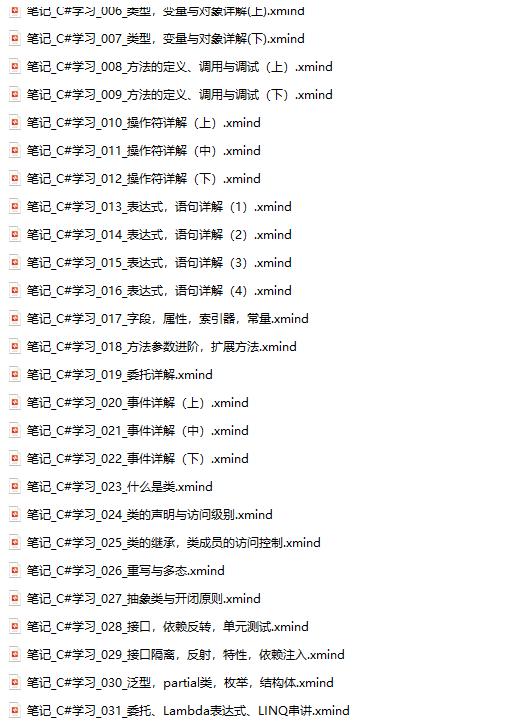 笔记_C#学习_006_类型，变量与对象详解(上).xmind
笔记_C#学习_007_类型，变量与对象详解(下).xmind
笔记_C#学习_008_方法的定义、调用与调试（上）.xmind
笔记_C#学习_009_方法的定义、调用与调试（下）.xmind
笔记_C#学习_010_操作符详解（上）.xmind
笔记_C#学习_011_操作符详解（中）.xmind
笔记_C#学习_012_操作符详解（下）.xmind
笔记_C#学习_013_表达式，语句详解（1）.xmind
笔记_C#学习_014_表达式，语句详解（2）.xmind
笔记_C#学习_015_表达式，语句详解（3）.xmind
笔记_C#学习_016_表达式，语句详解（4）.xmind
笔记_C#学习_017_字段，属性，索引器，常量.xmind
笔记_C#学习_018_方法参数进阶，扩展方法.xmind
笔记_C#学习_019_委托详解.xmind
笔记_C#学习_020_事件详解（上）.xmind
笔记_C#学习_021_事件详解（中）.xmind
笔记_C#学习_022_事件详解（下）.xmind
笔记_C#学习_023_什么是类.xmind
笔记_C#学习_024_类的声明与访问级别.xmind
笔记_C#学习_025_类的继承，类成员的访问控制.xmind
笔记_C#学习_026_重写与多态.xmind
笔记_C#学习_027_抽象类与开闭原则.xmind
笔记_C#学习_028_接口，依赖反转，单元测试.xmind
笔记_C#学习_029_接口隔离，反射，特性，依赖注入.xmind
笔记_C#学习_030_泛型，partial类，枚举，结构体.xmind
笔记_C#学习_031_委托、Lambda表达式、LINQ串讲.xmind